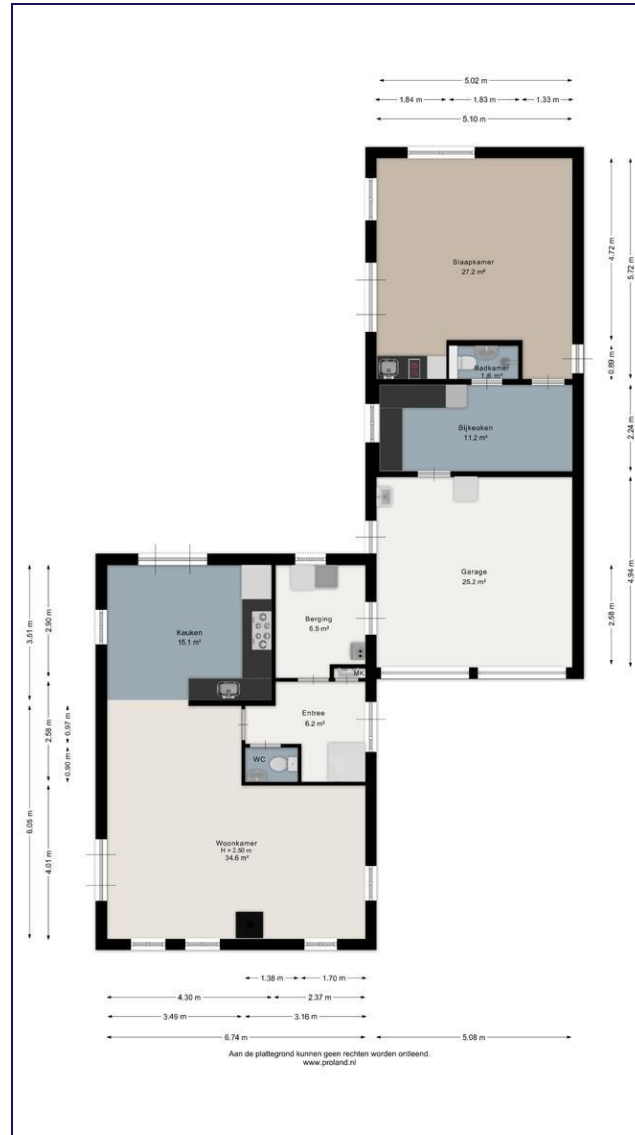 5.02 m
1.84 m
1.83 m
1.33 m
5.10 m
Slaapkamer
27.2 m²
4.72 m
5.72 m
0.89 m
Badkamer
1.6 m²
Bijkeuken
11.2 m²
2.24 m
Garage
25.2 m²
4.94 m
2.58 m
Keuken
15.1 m²
Berging
6.5 m²
MK
3.51 m
2.90 m
Entree
6.2 m²
WC
2.58 m
0.97 m
0.90 m
Woonkamer
H = 2.50 m
34.6 m²
6.05 m
4.01 m
1.38 m
1.70 m
4.30 m
2.37 m
3.49 m
3.16 m
6.74 m
5.08 m
Aan de plattegrond kunnen geen rechten worden ontleend.
www.proland.nl